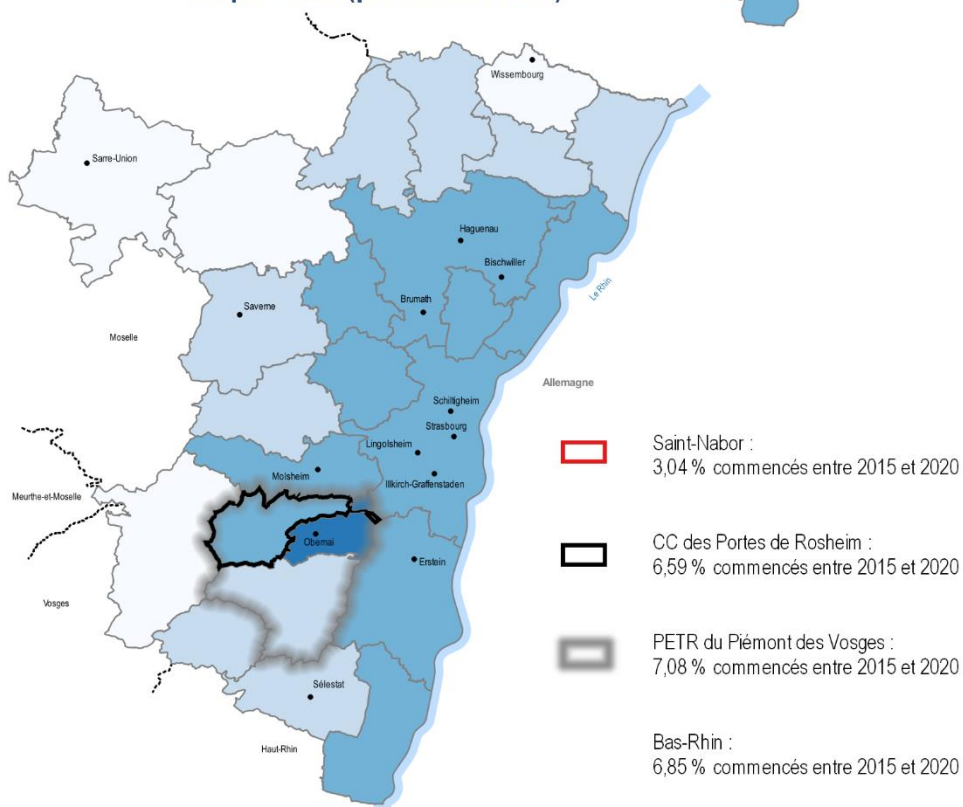 Wissembourg
Sarre-Union
Haguenau
Bischwiller
Brumath
Saverne
Le Rhin
Moselle
Allemagne
Schiltigheim
Strasbourg
Lingolsheim
Molsheim
Illkirch-Graffenstaden
Meurthe-et-Moselle
Obernai
Erstein
Vosges
Sélestat
Haut-Rhin
Saint-Nabor :
3,04 % commencés entre 2015 et 2020
CC des Portes de Rosheim :
6,59 % commencés entre 2015 et 2020
PETR du Piémont des Vosges :
7,08 % commencés entre 2015 et 2020
Bas-Rhin :
6,85 % commencés entre 2015 et 2020